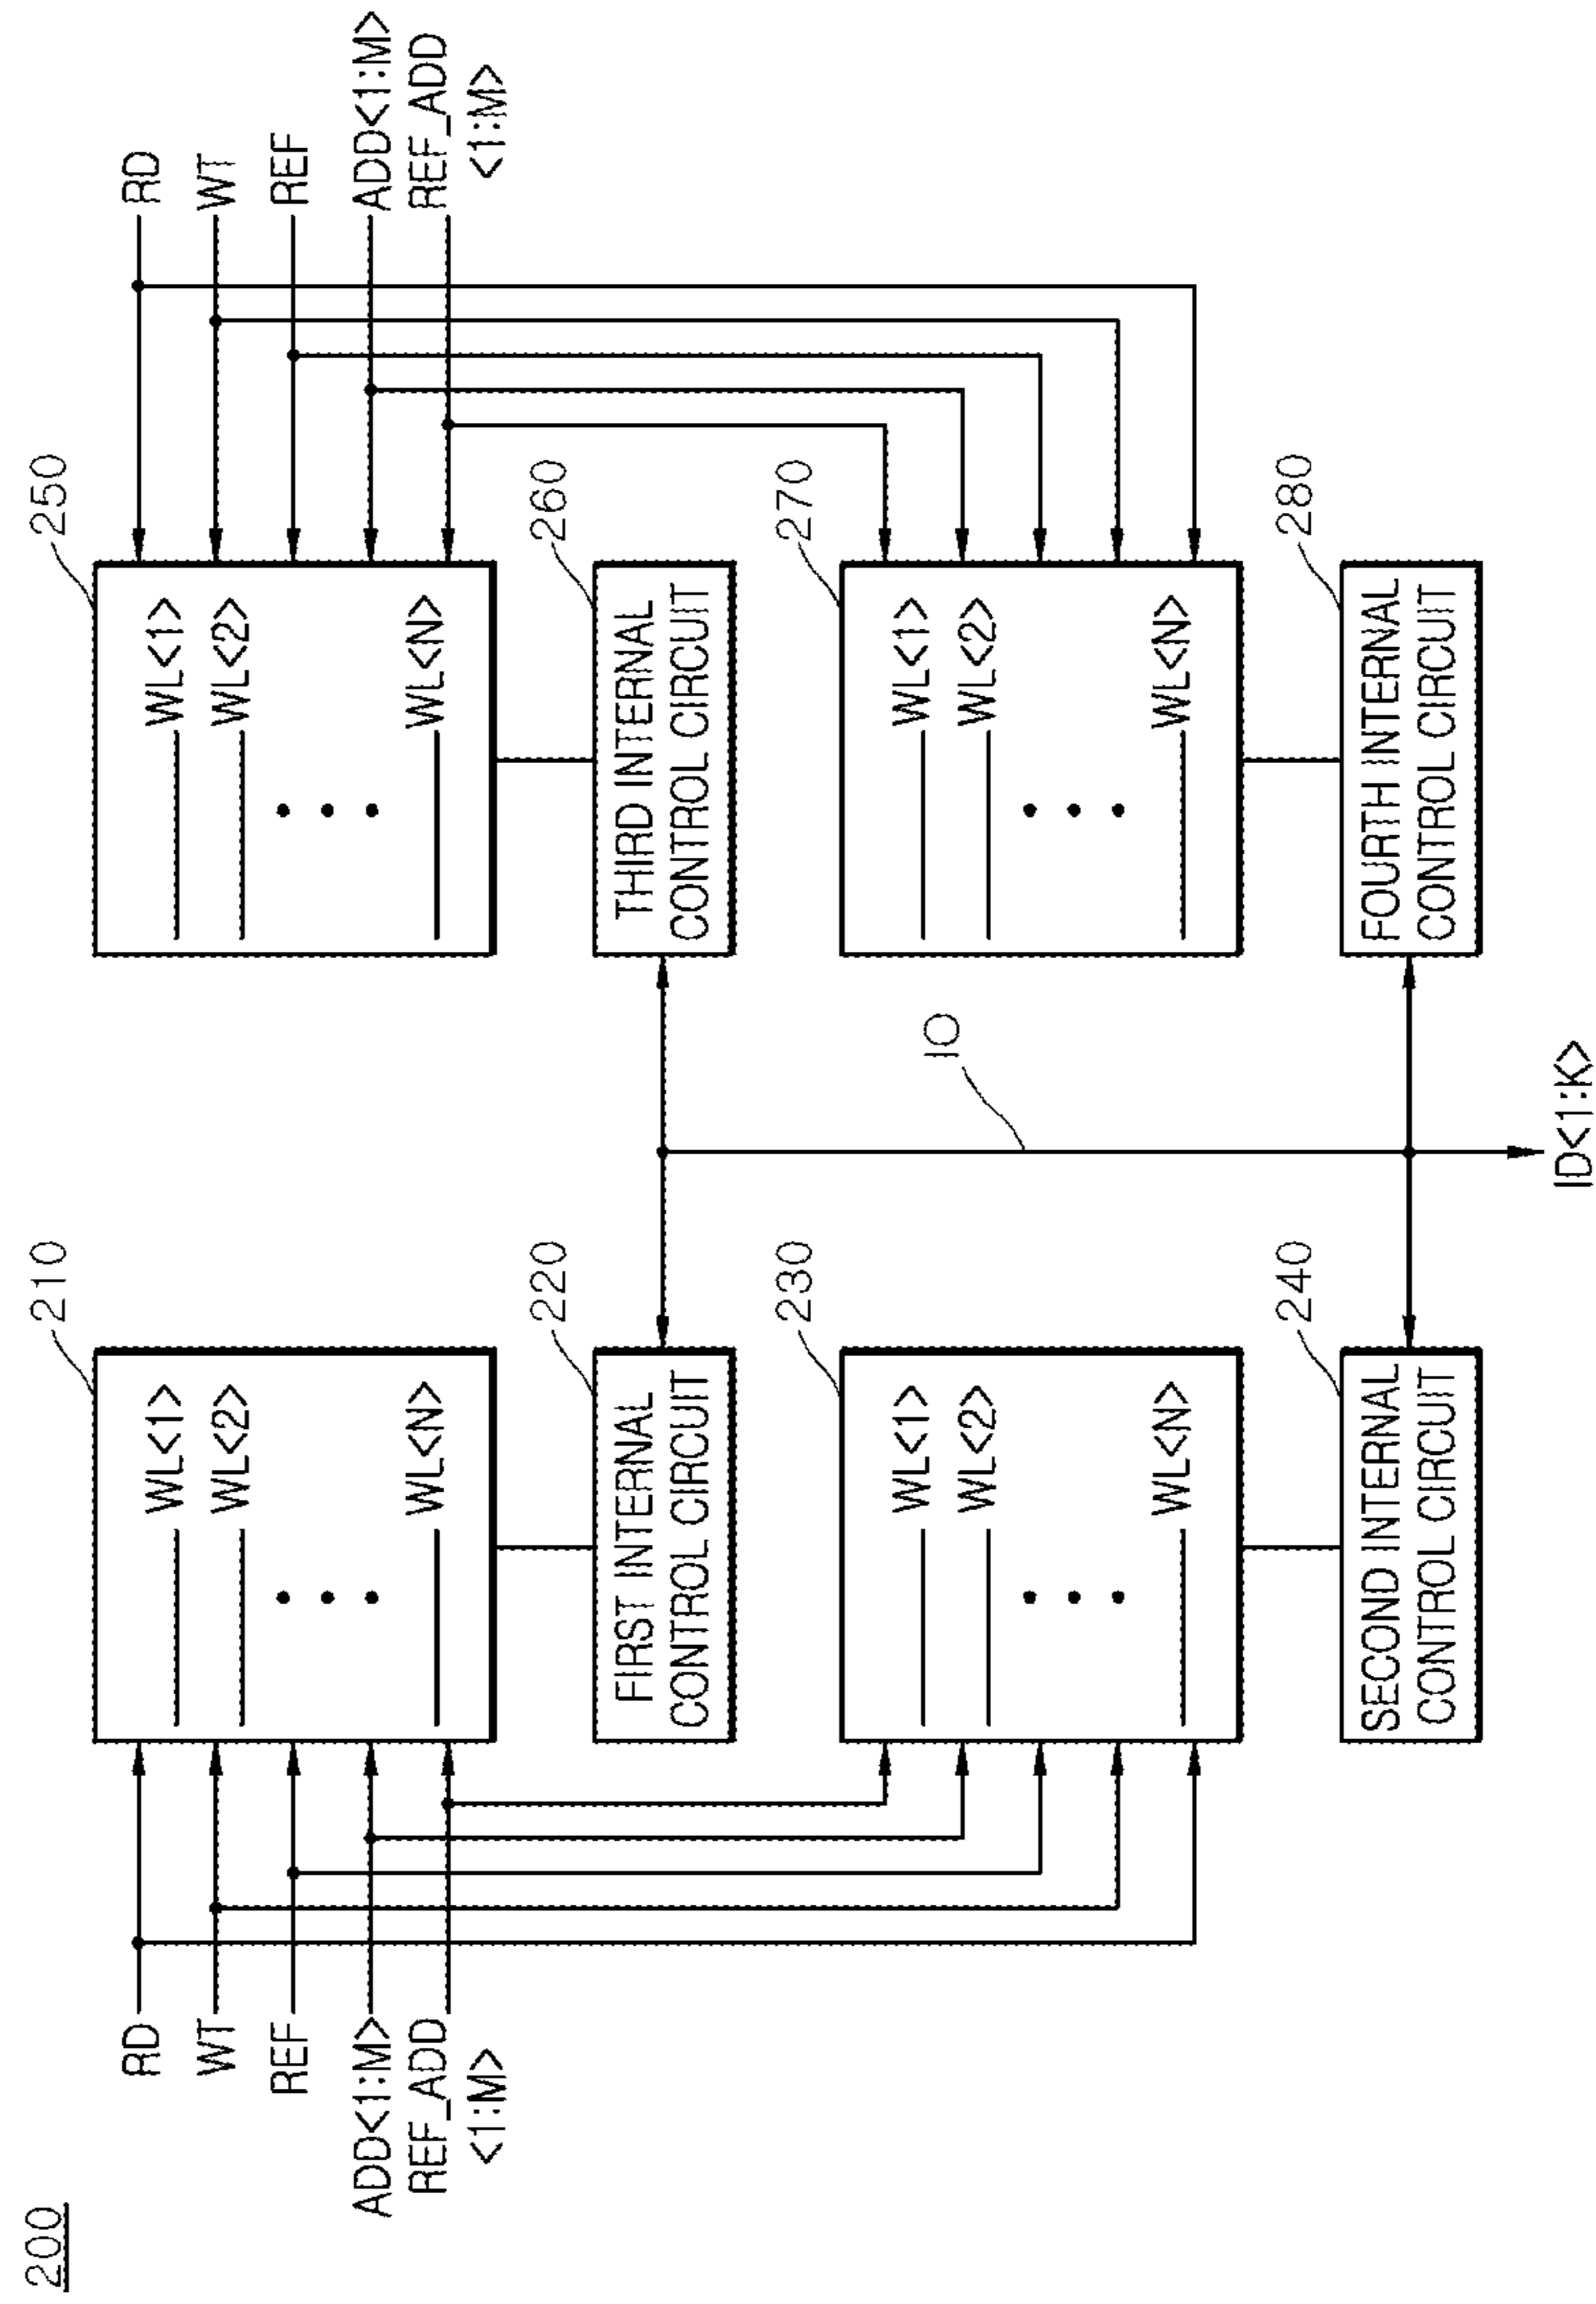 200
210
250
RD
WT
REF
ADD<1:M>
REF_ADD
<1:M>
WL<1>
WL<2>
WL<N>
WL<1>
WL<2>
WL<N>
RD
WT
REF
ADD<1:M>
REF_ADD
<1:M>
220
FIRST INTERNAL
CONTROL CIRCUIT
260
THIRD INTERNAL
CONTROL CIRCUIT
230
WL<1>
WL<2>
WL<N>
IO
270
WL<1>
WL<2>
WL<N>
240
SECOND INTERNAL
CONTROL CIRCUIT
280
FOURTH INTERNAL
CONTROL CIRCUIT
ID<1:K>